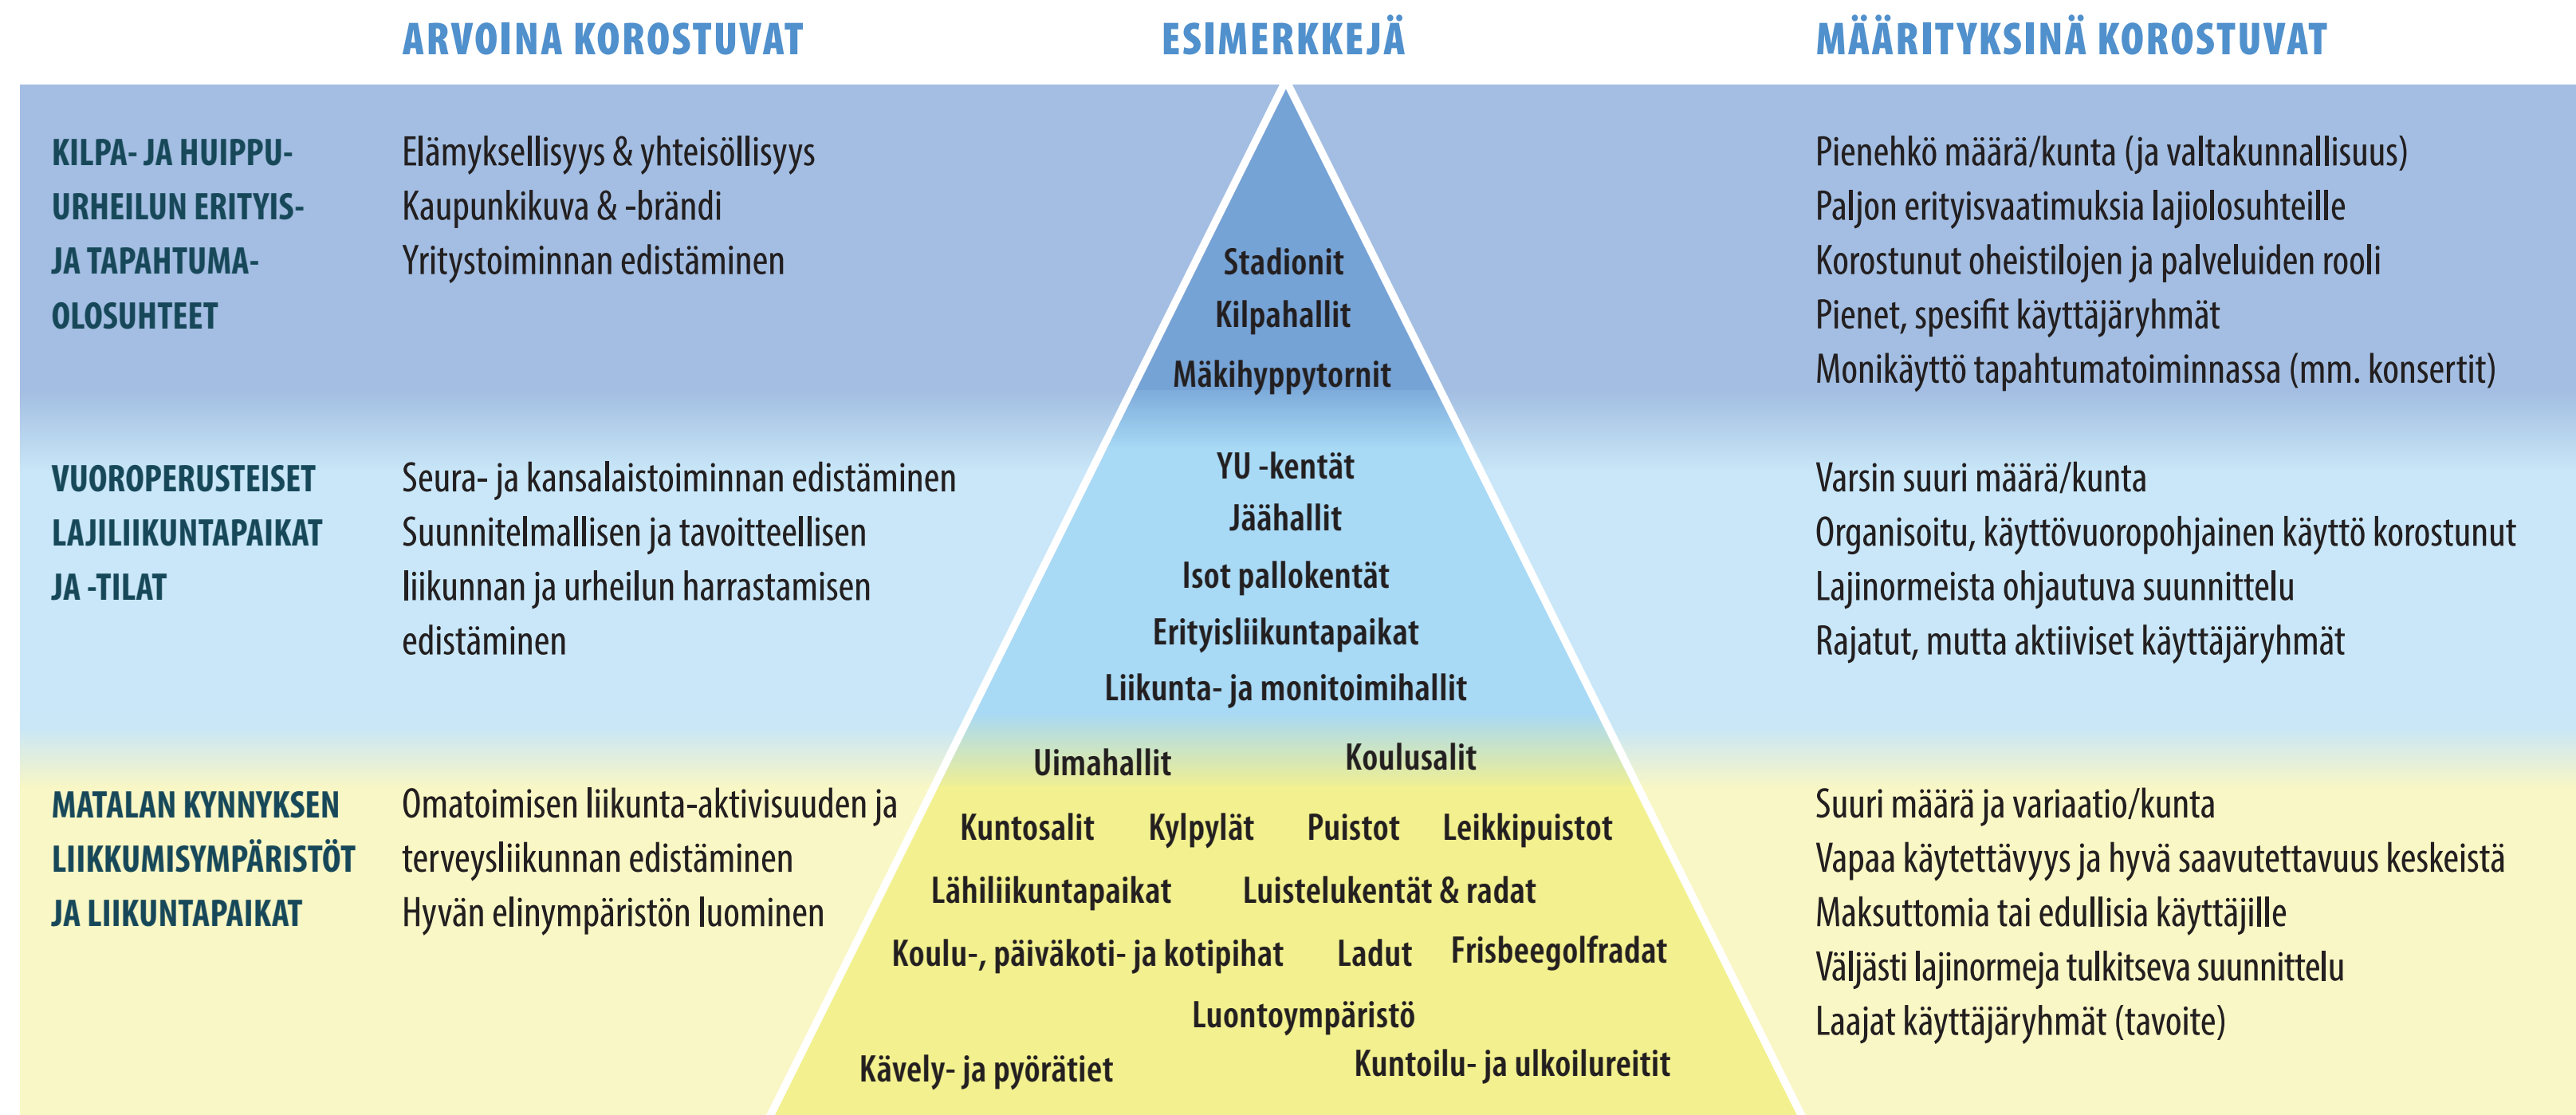 ARVOINA KOROSTUVAT
ESIMERKKEJÄ
MÄÄRITYKSINÄ KOROSTUVAT
KILPA- JA HUIPPU-
URHEILUN ERITYIS-
JA TAPAHTUMA-
OLOSUHTEET
Elämyksellisyys & yhteisöllisyys
Kaupunkikuva & -brändi
Yritystoiminnan edistäminen
Stadionit
Kilpahallit
Mäkihyppytornit
Pienehkö määrä/kunta (ja valtakunnallisuus)
Paljon erityisvaatimuksia lajiolosuhteille
Korostunut oheistilojen ja palveluiden rooli
Pienet, spesifit käyttäjäryhmät
Monikäyttö tapahtumatoiminnassa (mm. konsertit)
VUOROPERUSTEISET
LAJILIIKUNTAPAIKAT
JA -TILAT
Seura- ja kansalaistoiminnan edistäminen
Suunnitelmallisen ja tavoitteellisen
liikunnan ja urheilun harrastamisen
edistäminen
YU -kentät
Jäähallit
Isot pallokentät
Erityisliikuntapaikat
Liikunta- ja monitoimihallit
Varsin suuri määrä/kunta
Organisoitu, käyttövuoropohjainen käyttö korostunut
Lajinormeista ohjautuva suunnittelu
Rajatut, mutta aktiiviset käyttäjäryhmät
MATALAN KYNNYKSEN
LIIKKUMISYMPÄRISTÖT
JA LIIKUNTAPAIKAT
Omatoimisen liikunta-aktivisuuden ja
terveysliikunnan edistäminen
Hyvän elinympäristön luominen
Uimahallit Koulusalit
Kuntosalit Kylpylät Puistot Leikkipuistot
Lähiliikuntapaikat Luistelukentät & radat
Koulu-, päiväkoti- ja kotipihat Ladut Frisbeegolfradat
Luontoympäristö
Kävely- ja pyörätiet Kuntoilu- ja ulkoilureitit
Suuri määrä ja variaatio/kunta
Vapaa käytettävyys ja hyvä saavutettavuus keskeistä
Maksuttomia tai edullisia käyttäjille
Väljästi lajinormeja tulkitseva suunnittelu
Laajat käyttäjäryhmät (tavoite)